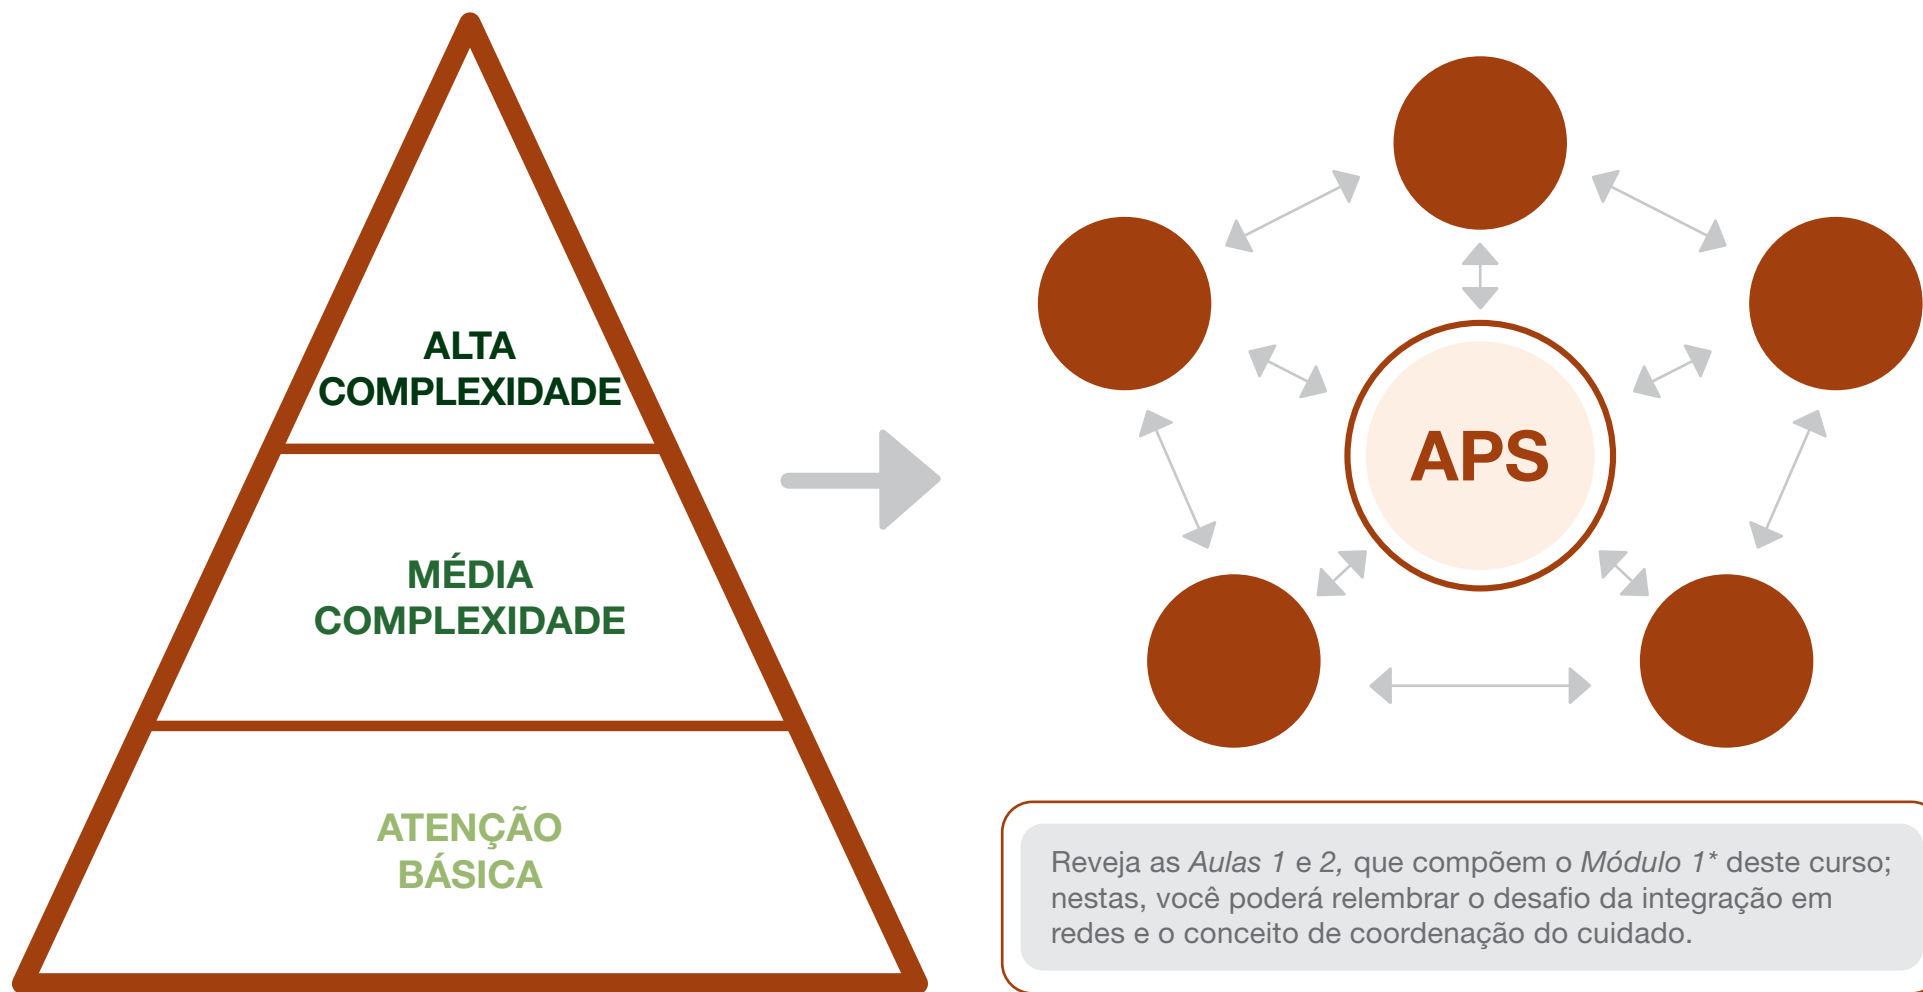 ALTA
COMPLEXIDADE
MÉDIA
COMPLEXIDADE
ATENÇÃO
BÁSICA
APS
Reveja as Aulas 1 e 2, que compõem o Módulo 1* deste curso;
nestas, você poderá relembrar o desafio da integração em
redes e o conceito de coordenação do cuidado.